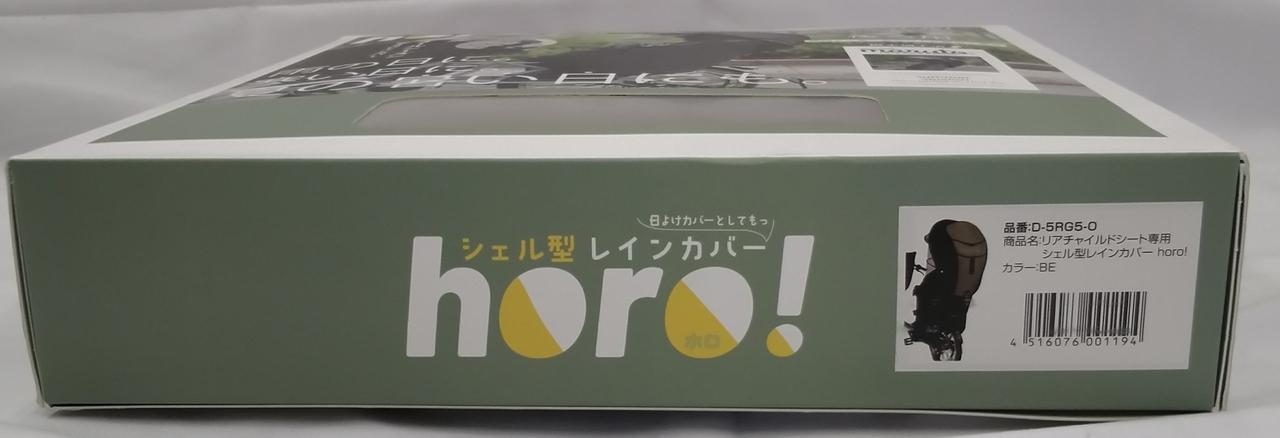 maruto
日よけカバーとしてもっ
シェル型 レインカバー
horo!
ホロ
品番:D-5RG5-O
商品名:リアチャイルドシート専用
シェル型レインカバー horo!
カラー:BE
4 516076 001194